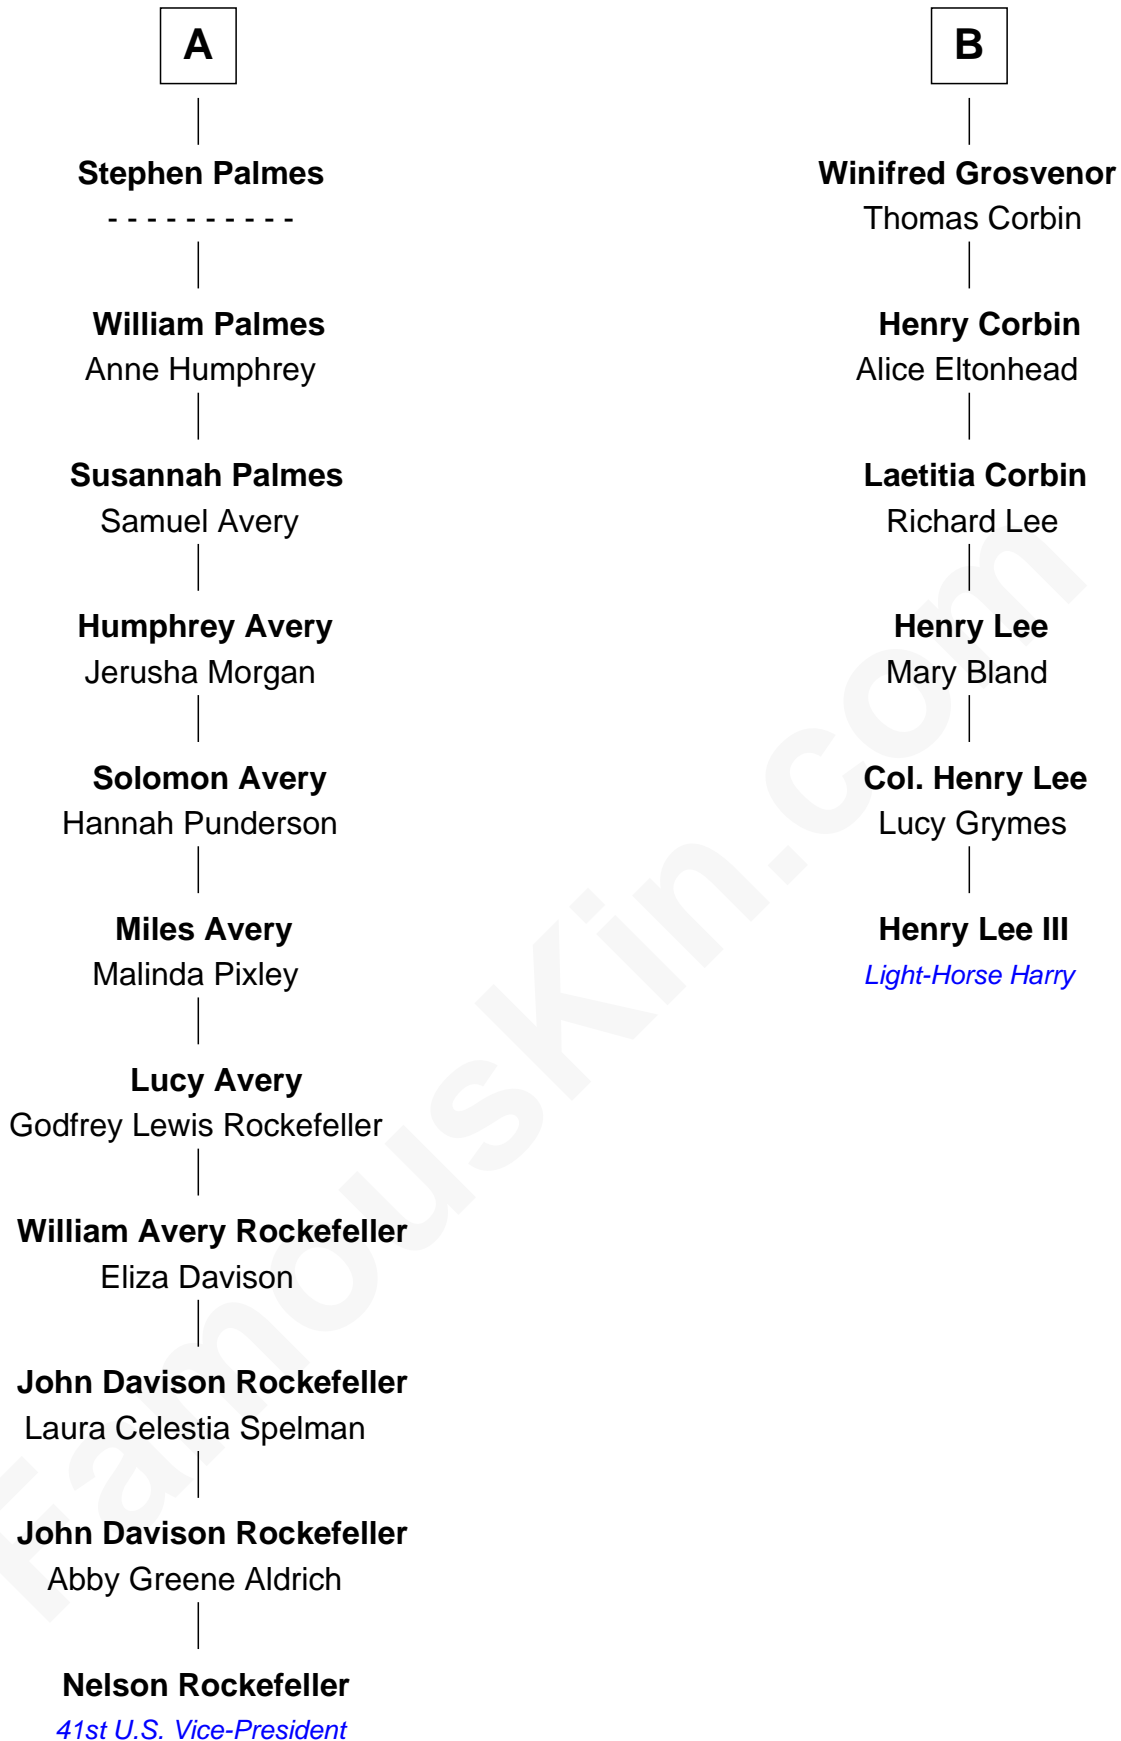 A
Stephen Palmes
- - - - - - - - - -
William Palmes
Anne Humphrey
Susannah Palmes
Samuel Avery
Humphrey Avery
Jerusha Morgan
Solomon Avery
Hannah Punderson
Miles Avery
Malinda Pixley
Lucy Avery
Godfrey Lewis Rockefeller
William Avery Rockefeller
Eliza Davison
John Davison Rockefeller
Laura Celestia Spelman
John Davison Rockefeller
Abby Greene Aldrich
Nelson Rockefeller
41st U.S. Vice-President
B
Winifred Grosvenor
Thomas Corbin
Henry Corbin
Alice Eltonhead
Laetitia Corbin
Richard Lee
Henry Lee
Mary Bland
Col. Henry Lee
Lucy Grymes
Henry Lee III
Light-Horse Harry
FamousKin.com